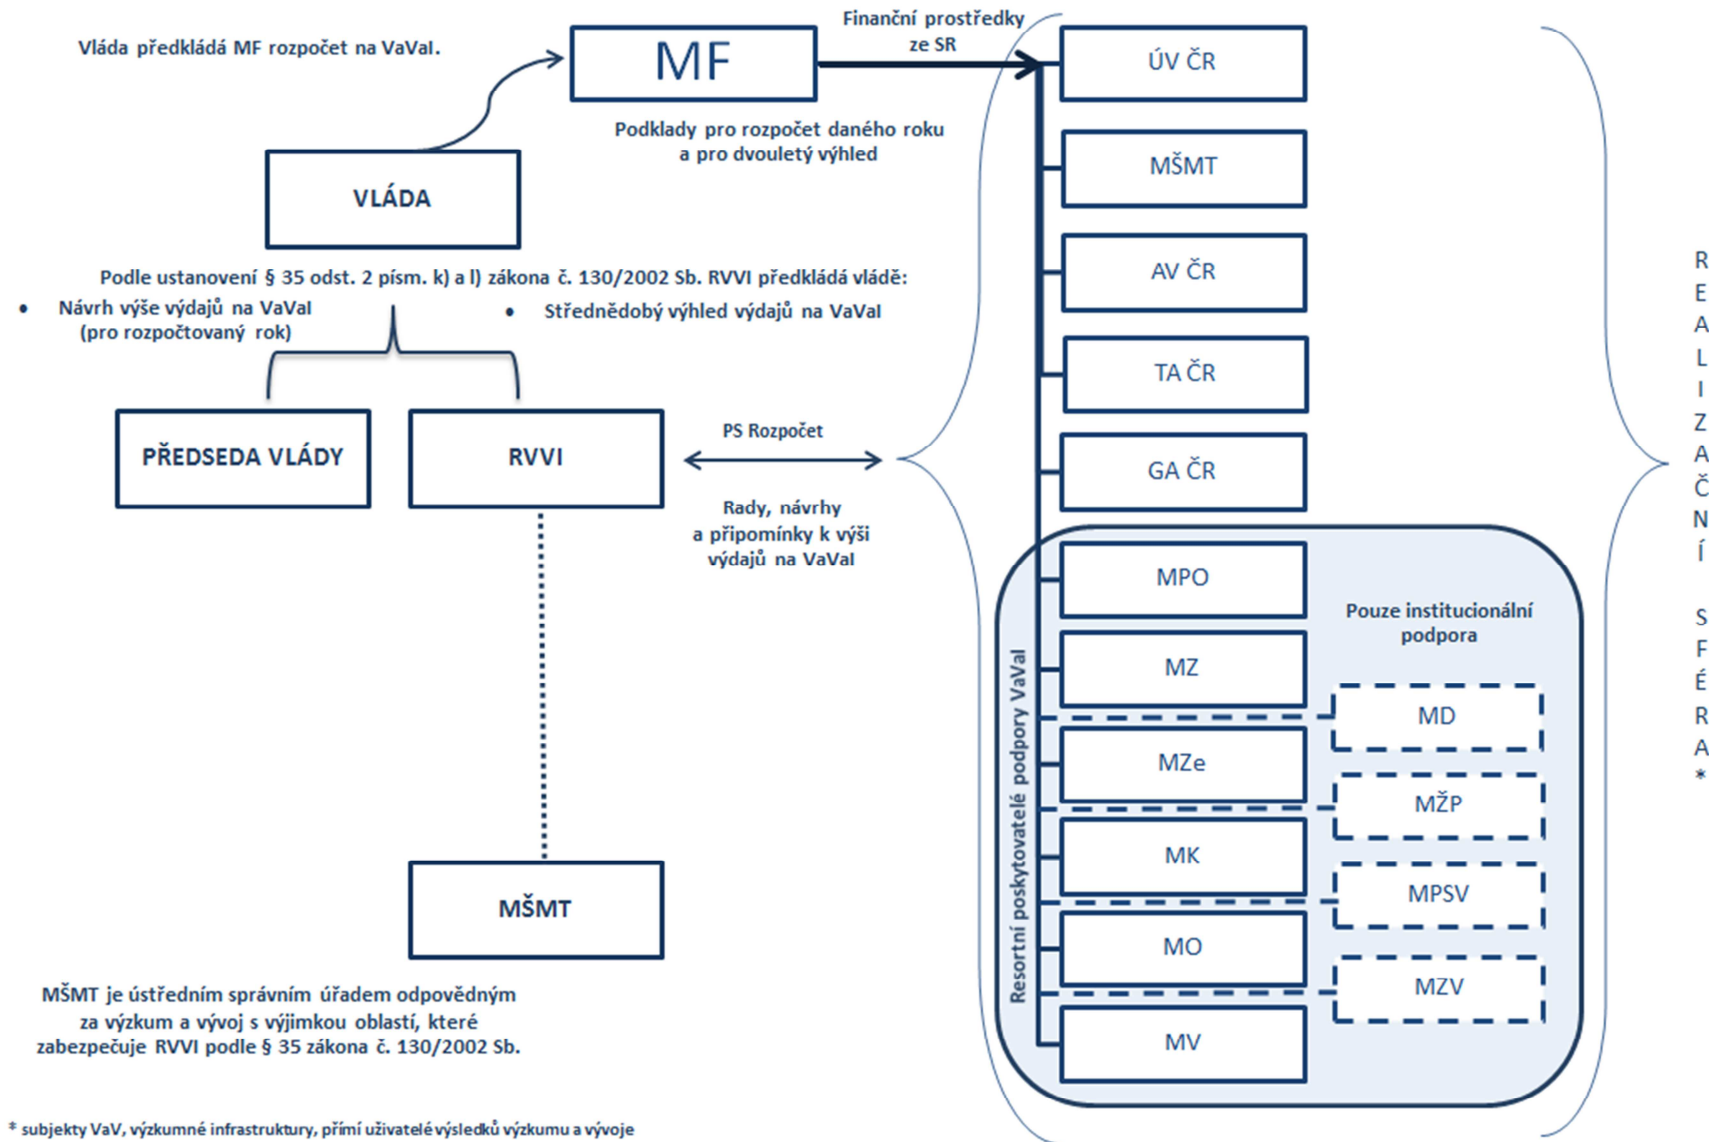 Vláda předkládá MF rozpočet na VaVaI.
MF
Finanční prostředky
ze SR
Podklady pro rozpočet daného roku
a pro dvouletý výhled
VLÁDA
Podle ustanovení § 35 odst. 2 písm. k) a l) zákona č. 130/2002 Sb. RVVI předkládá vládě:
• Návrh výše výdajů na VaVaI
(pro rozpočtovaný rok)
• Střednědobý výhled výdajů na VaVaI
PŘEDSEDA VLÁDY
RVVI
PS Rozpočet
Rady, návrhy
a připomínky k výši
výdajů na VaVaI
MŠMT
MŠMT je ústředním správním úřadem odpovědným
za výzkum a vývoj s výjimkou oblastí, které
zabezpečuje RVVI podle § 35 zákona č. 130/2002 Sb.
ÚV ČR
MŠMT
AV ČR
TA ČR
GA ČR
Resortní poskytovatelé podpory VaVaI
MPO
MZ
MZe
MK
MO
MV
Pouze institucionální
podpora
MD
MŽP
MPSV
MZV
REALIZAČNÍ SFÉRA*
* subjekty VaV, výzkumné infrastruktury, přímí uživatelé výsledků výzkumu a vývoje